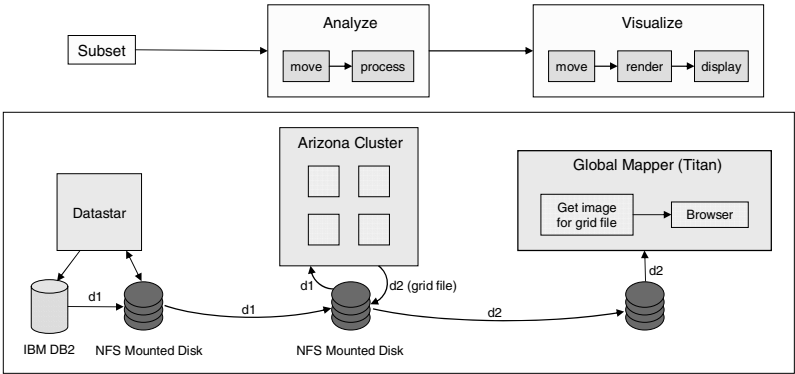 Subset
Analyze
move
process
Visualize
move
render
display
Datastar
Arizona Cluster
Global Mapper (Titan)
Get image
for grid file
Browser
d1
d1
d1
d2 (grid file)
d2
d2
IBM DB2
NFS Mounted Disk
NFS Mounted Disk